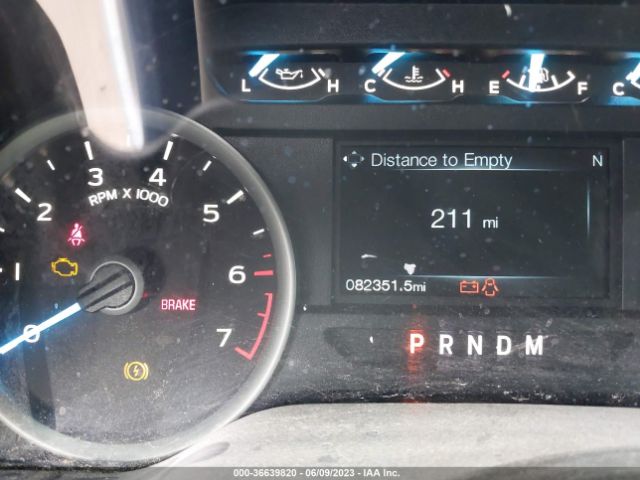 L H C H E F C
Distance to Empty N
211 mi
082351.5mi
0 1 2 3 4 5 6 7
RPM X 1000
BRAKE
P R N D M
000-36639820 - 06/09/2023 - IAA Inc.